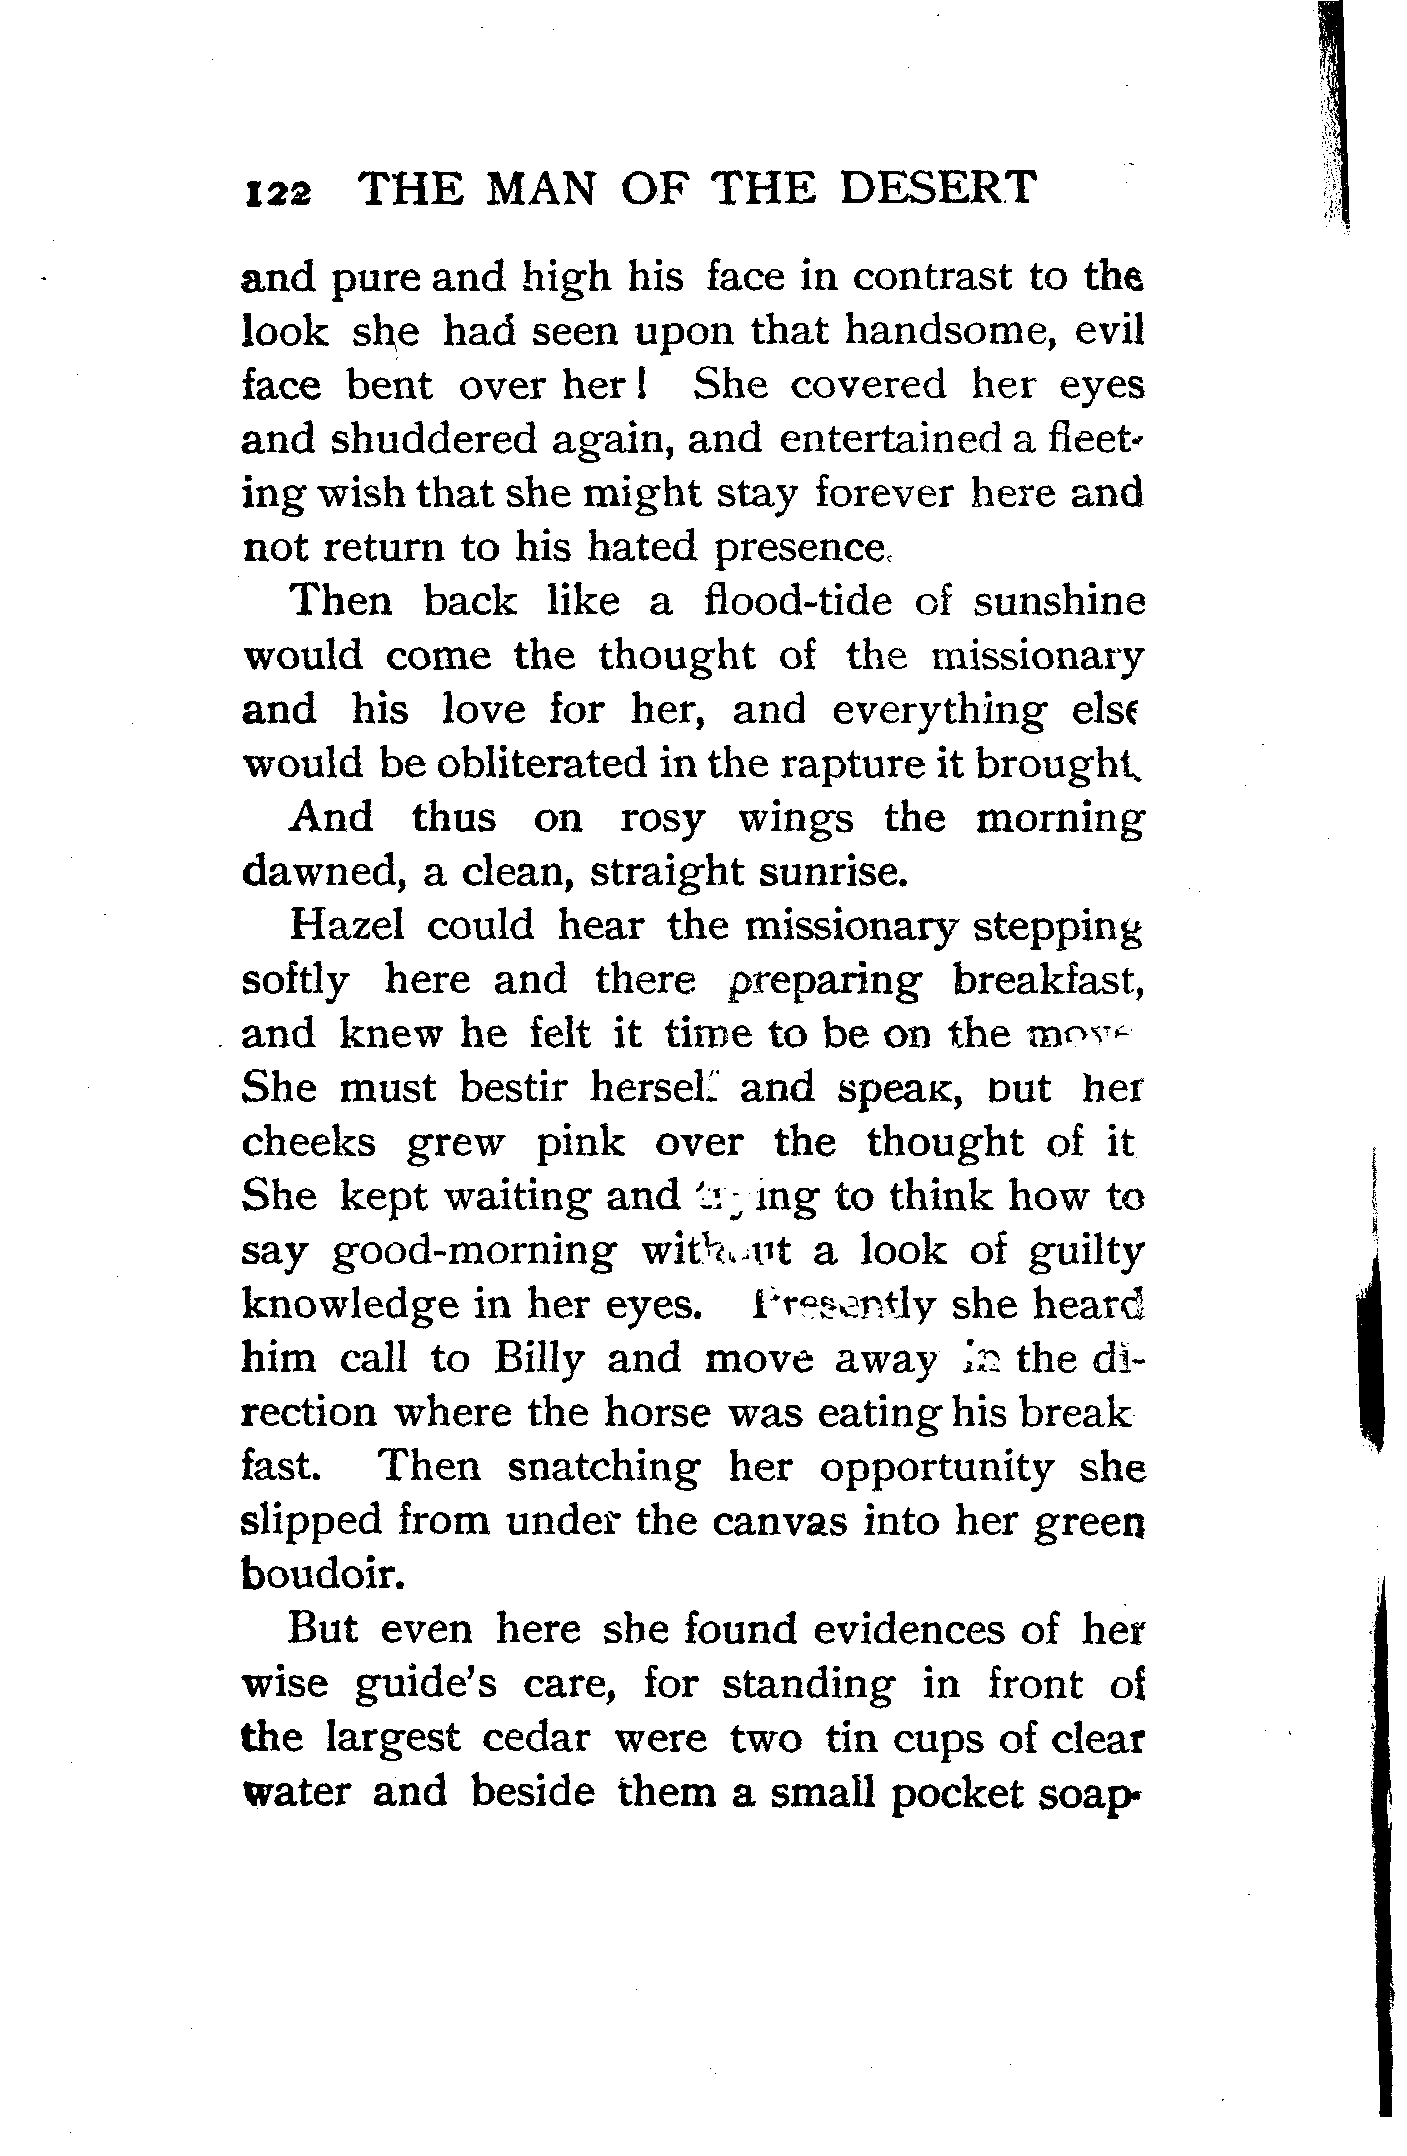 122 THE MAN OF THE DESERT
and pure and high his face in contrast to the
look she had seen upon that handsome, evil
face bent over her! She covered her eyes
and shuddered again, and entertained a fleet-
ing wish that she might stay forever here and
not return to his hated presence.
Then back like a flood-tide of sunshine
would come the thought of the missionary
and his love for her, and everything else
would be obliterated in the rapture it brought.
And thus on rosy wings the morning
dawned, a clean, straight sunrise.
Hazel could hear the missionary stepping
softly here and there preparing breakfast,
and knew he felt it time to be on the move
She must bestir herself and speak, but her
cheeks grew pink over the thought of it
She kept waiting and trying to think how to
say good-morning without a look of guilty
knowledge in her eyes. Presently she heard
him call to Billy and move away in the di-
rection where the horse was eating his break
fast. Then snatching her opportunity she
slipped from under the canvas into her green
boudoir.
But even here she found evidences of her
wise guide's care, for standing in front of
the largest cedar were two tin cups of clear
water and beside them a small pocket soap-